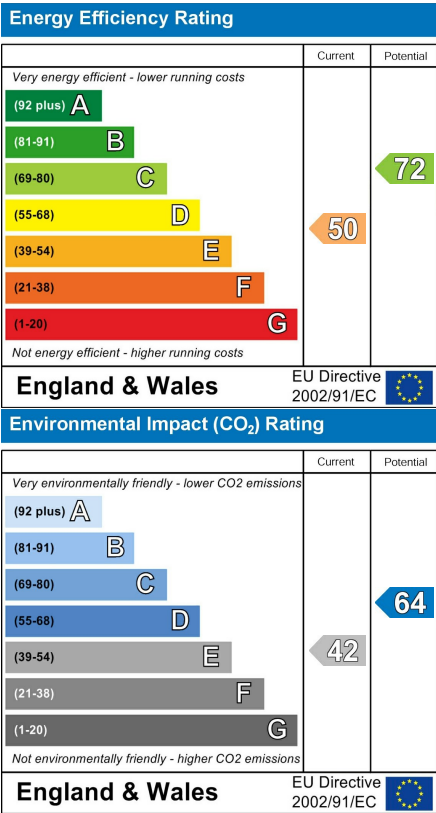 Energy Efficiency Rating
Current Potential
Very energy efficient - lower running costs
(92 plus) A
(81-91) B
(69-80) C
72
(55-68) D
50
(39-54) E
(21-38) F
(1-20) G
Not energy efficient - higher running costs
England & Wales
EU Directive
2002/91/EC
Environmental Impact (CO2) Rating
Current Potential
Very environmentally friendly - lower CO2 emissions
(92 plus) A
(81-91) B
(69-80) C
(55-68) D
64
(39-54) E
42
(21-38) F
(1-20) G
Not environmentally friendly - higher CO2 emissions
England & Wales
EU Directive
2002/91/EC